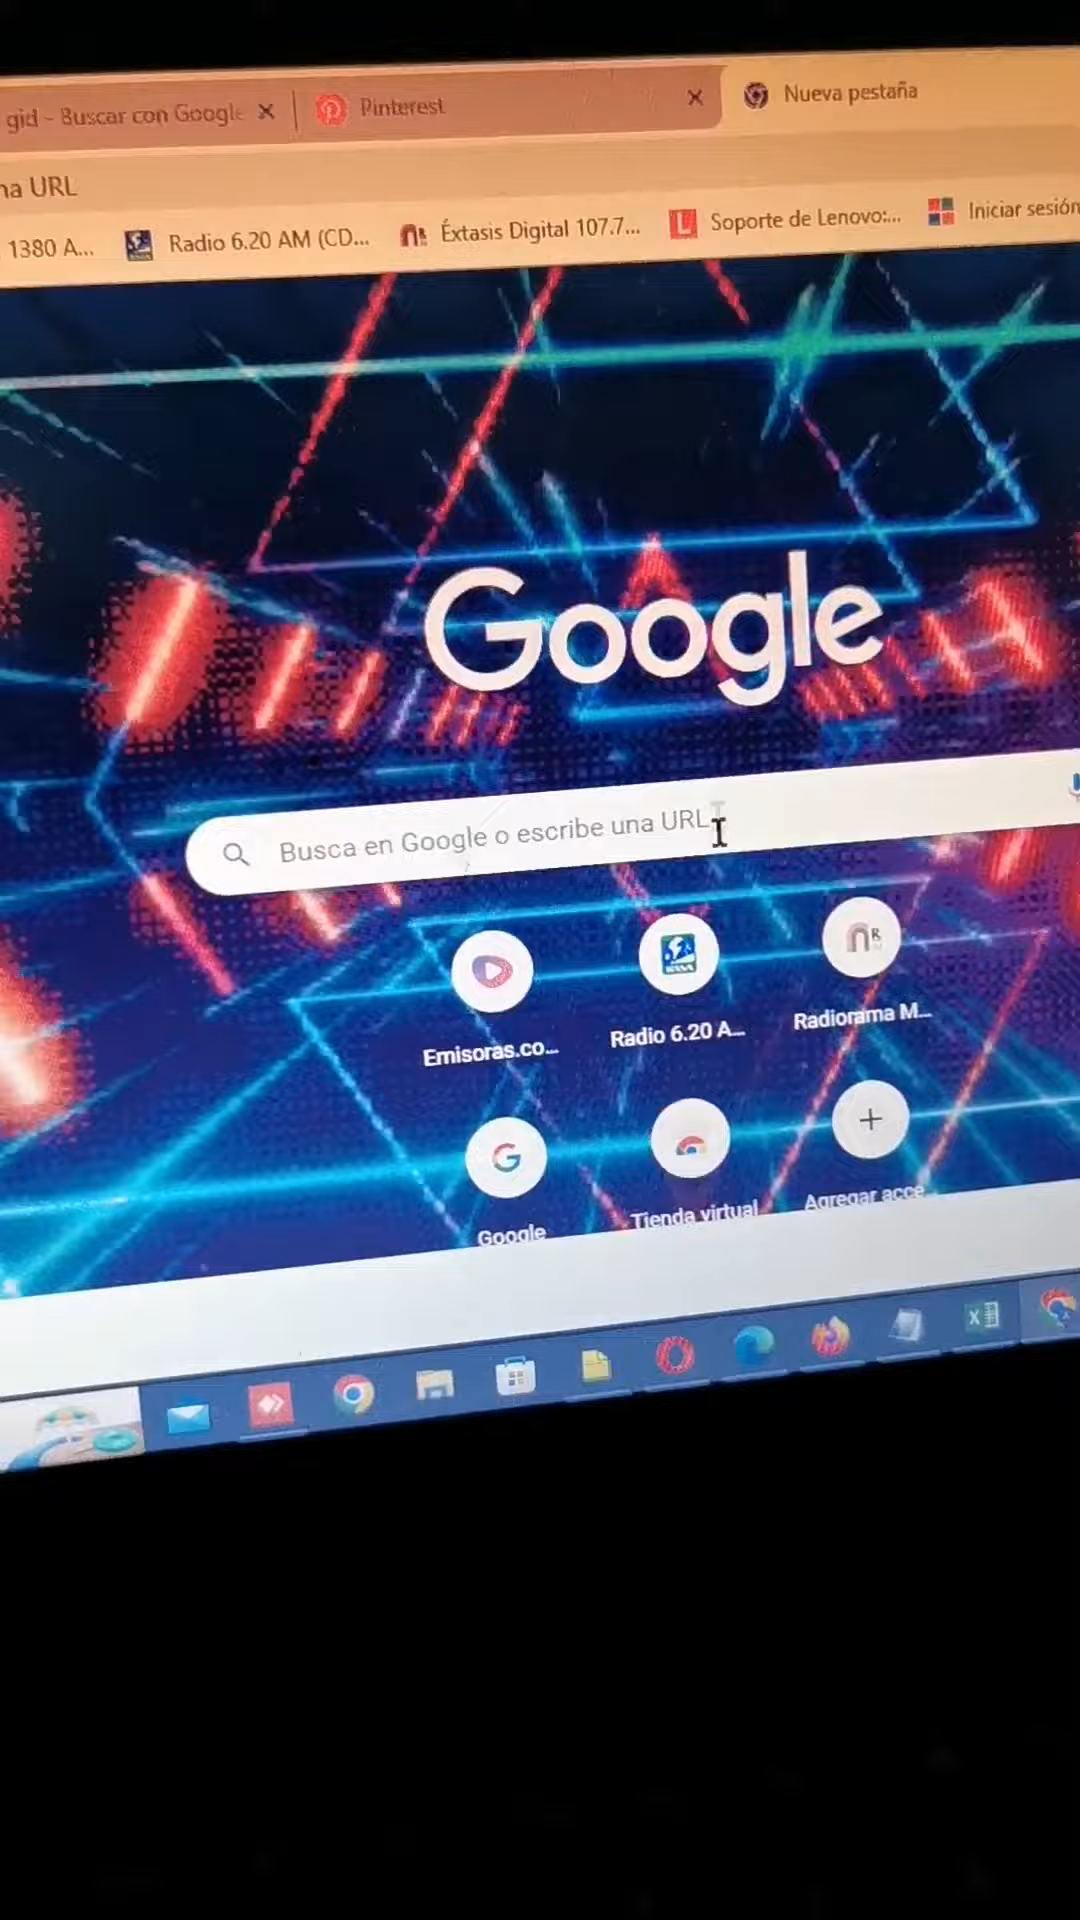 gid - Buscar con Google
Pinterest
Nueva pestaña
na URL
1380 A...
Radio 6.20 AM (CD...
Éxtasis Digital 107.7...
L
Soporte de Lenovo:...
Iniciar sesión
Google
Busca en Google o escribe una URL
Emisoras.co...
Radio 6.20 A...
Radiorama M...
Google
Tienda virtual
Agregar acce...